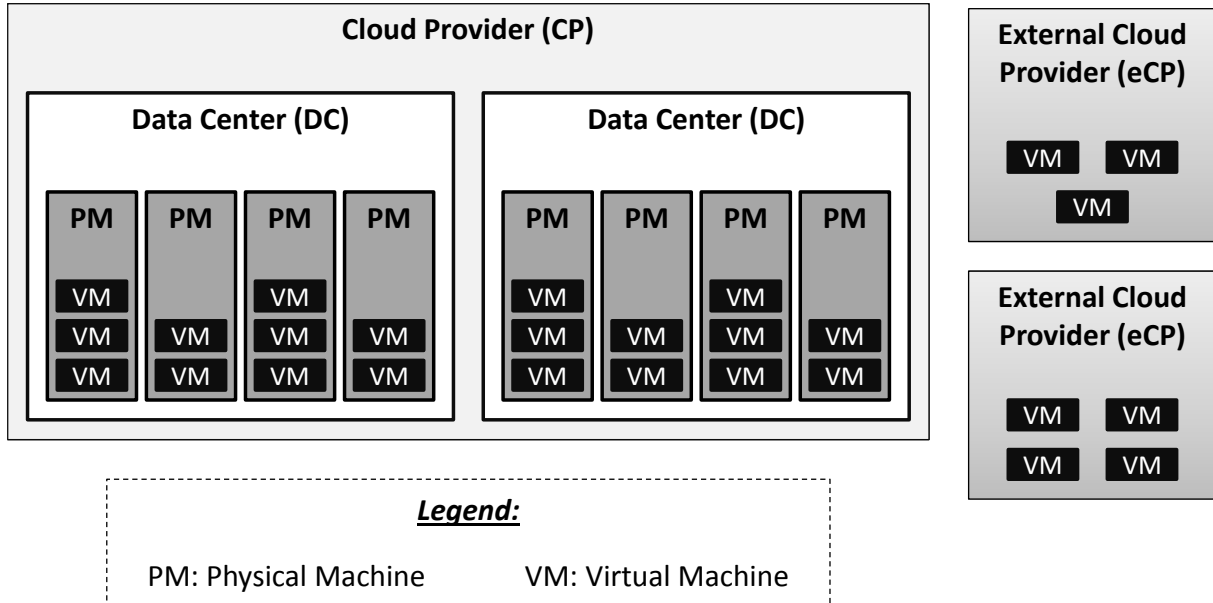 Cloud Provider (CP)
Data Center (DC)
PM PM PM PM
VM VM
VM VM VM VM
VM VM VM VM
Data Center (DC)
PM PM PM PM
VM VM
VM VM VM VM
VM VM VM VM
External Cloud
Provider (eCP)
VM VM
VM
External Cloud
Provider (eCP)
VM VM
VM VM
Legend:
PM: Physical Machine VM: Virtual Machine